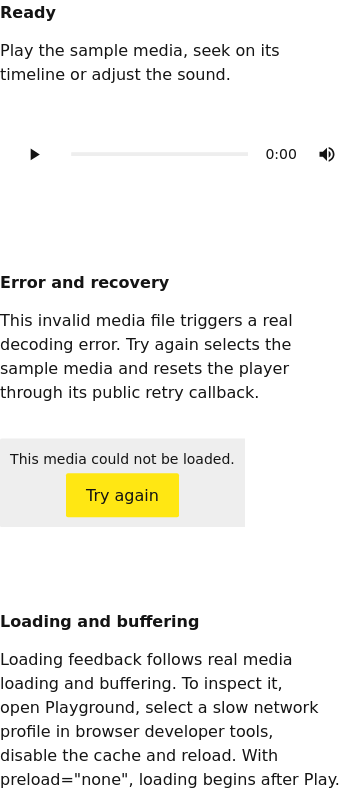 Ready
Play the sample media, seek on its
timeline or adjust the sound.
0:00
Error and recovery
This invalid media file triggers a real
decoding error. Try again selects the
sample media and resets the player
through its public retry callback.
This media could not be loaded.
Try again
Loading and buffering
Loading feedback follows real media
loading and buffering. To inspect it,
open Playground, select a slow network
profile in browser developer tools,
disable the cache and reload. With
preload="none", loading begins after Play.